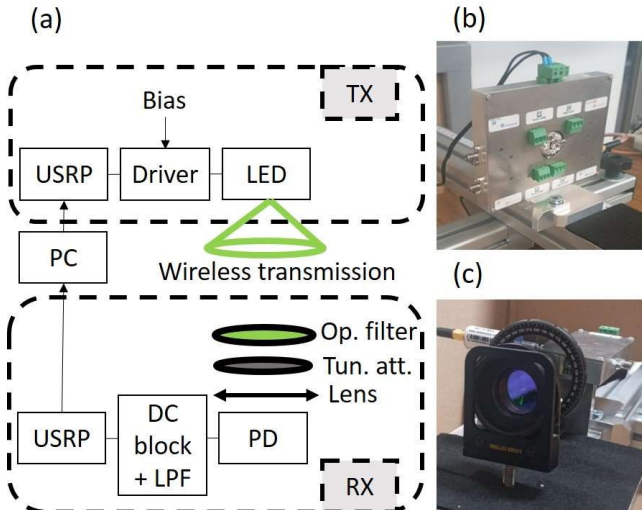 (a)
TX
Bias
USRP
Driver
LED
PC
Wireless transmission
Op. filter
Tun. att.
Lens
USRP
DC
block
+ LPF
PD
RX
(b)
(c)